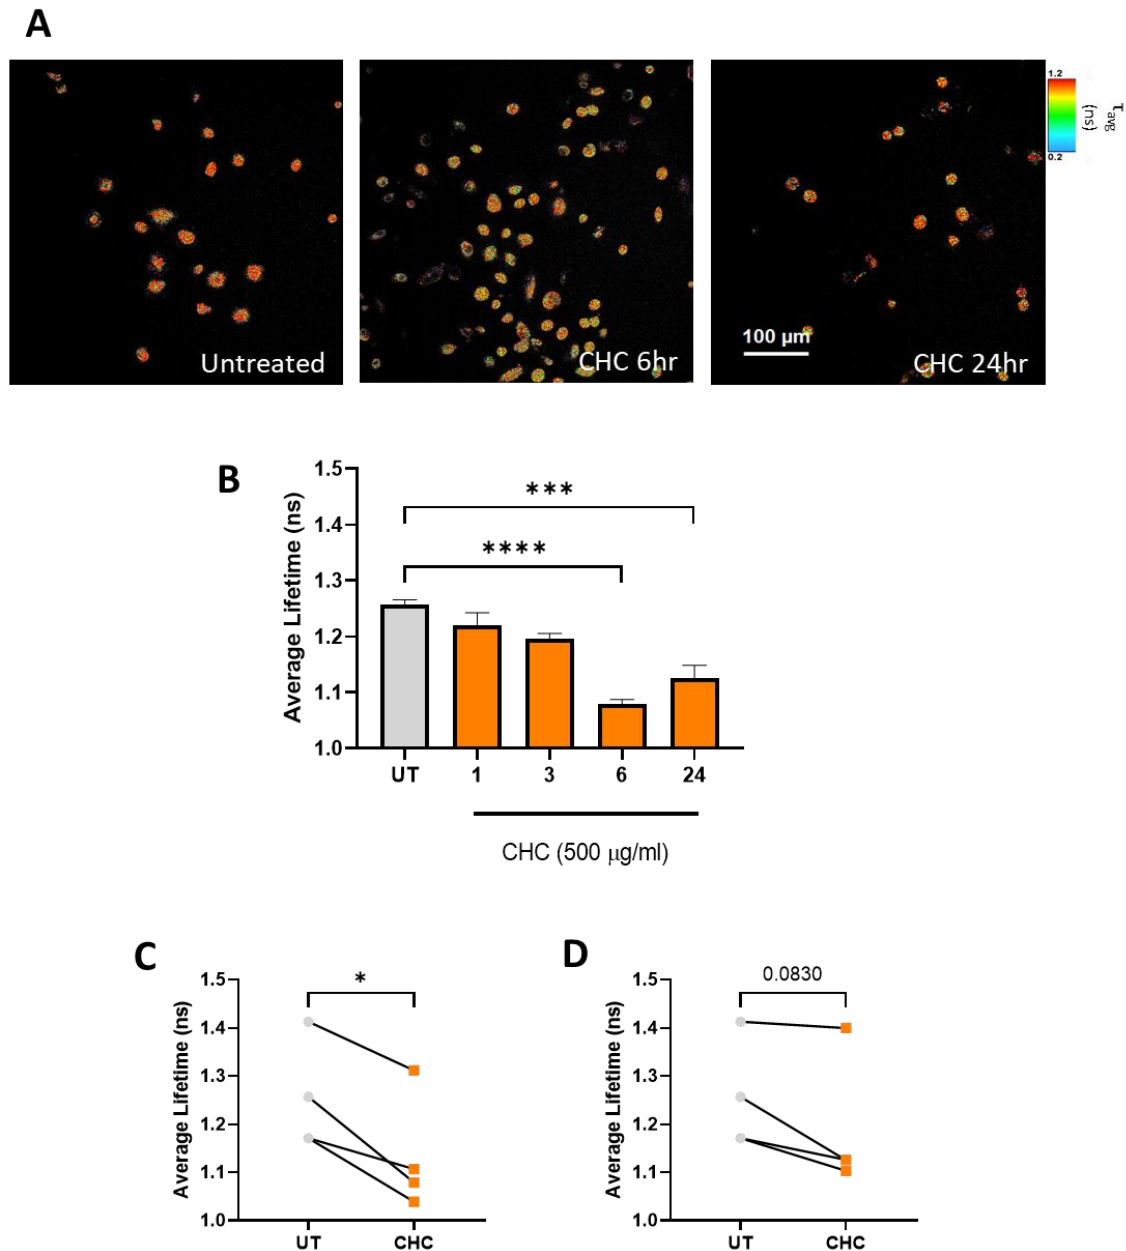 A
Untreated
CHC 6hr
100 μm
CHC 24hr
1.2
0.2
τavg
(ns)
B
Average Lifetime (ns)
1.5
1.4
1.3
1.2
1.1
1.0
***
****
UT 1 3 6 24
CHC (500 μg/ml)
C
Average Lifetime (ns)
1.5
1.4
1.3
1.2
1.1
1.0
*
UT CHC
D
Average Lifetime (ns)
1.5
1.4
1.3
1.2
1.1
1.0
0.0830
UT CHC